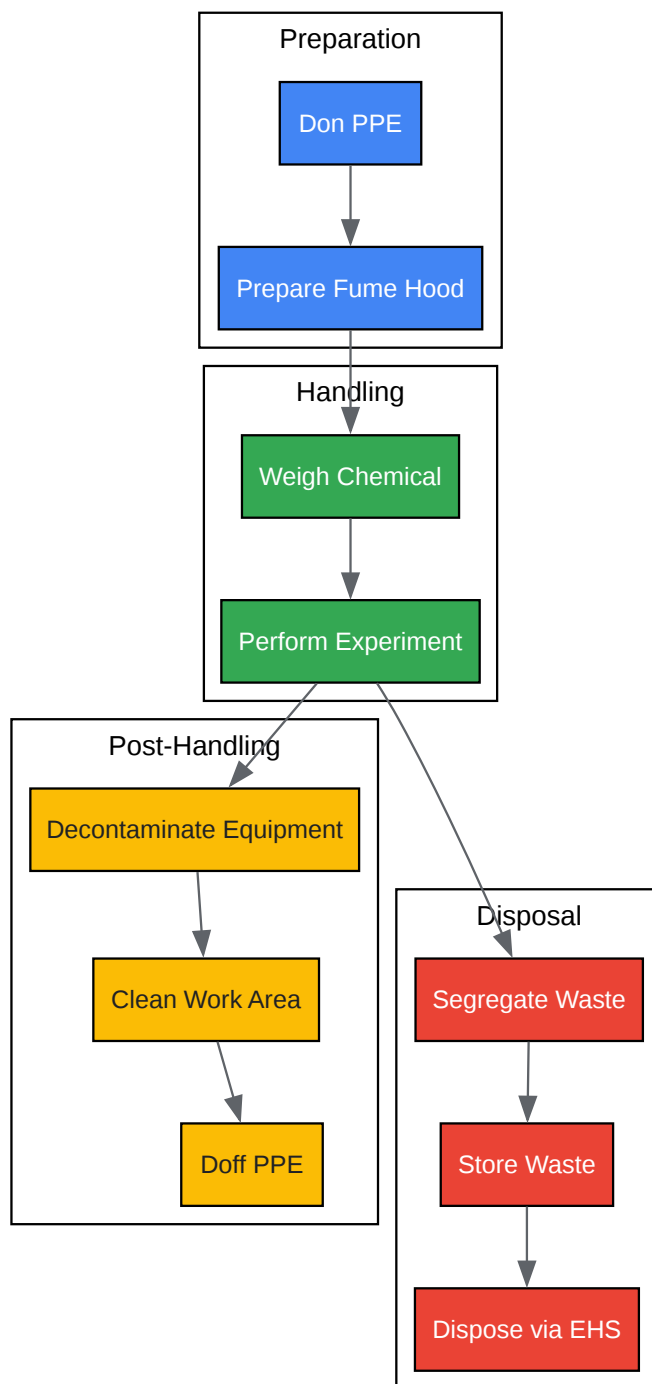 Preparation
Don PPE
Prepare Fume Hood
Handling
Weigh Chemical
Perform Experiment
Post-Handling
Decontaminate Equipment
Clean Work Area
Doff PPE
Disposal
Segregate Waste
Store Waste
Dispose via EHS